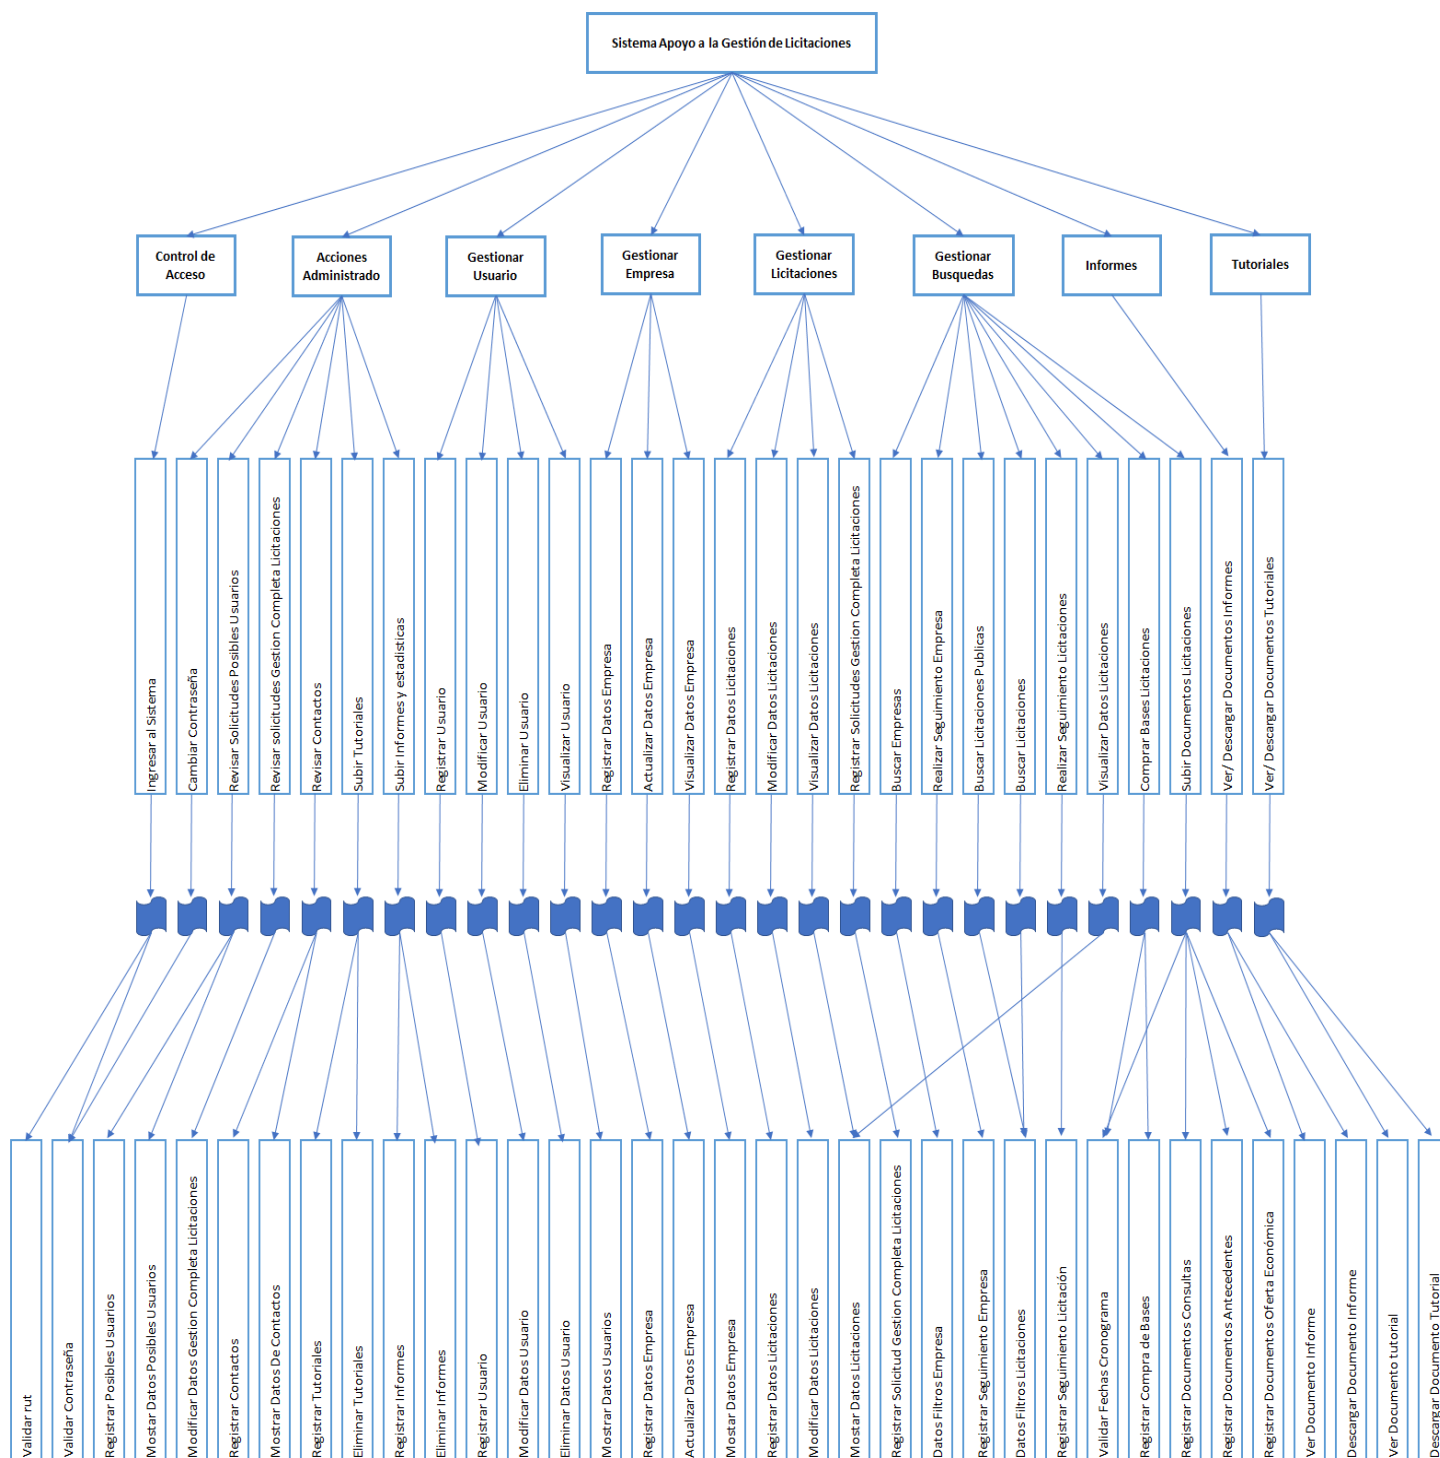 Sistema Apoyo a la Gestión de Licitaciones
Control de
Acceso
Acciones
Administrado
Gestionar
Usuario
Gestionar
Empresa
Gestionar
Licitaciones
Gestionar
Busquedas
Informes
Tutoriales
Ingresar al Sistema
Cambiar Contraseña
Revisar Solicitudes Posibles Usuarios
Revisar solicitudes Gestion Completa Licitaciones
Revisar Contactos
Subir Tutoriales
Subir Informes y estadisticas
Registrar Usuario
Modificar Usuario
Eliminar Usuario
Visualizar Usuario
Registrar Datos Empresa
Actualizar Datos Empresa
Visualizar Datos Empresa
Registrar Datos Licitaciones
Modificar Datos Licitaciones
Visualizar Datos Licitaciones
Registrar Solicitudes Gestion Completa Licitaciones
Buscar Empresas
Realizar Seguimiento Empresa
Buscar Licitaciones Publicas
Buscar Licitaciones
Realizar Seguimiento Licitaciones
Visualizar Datos Licitaciones
Comprar Bases Licitaciones
Subir Documentos Licitaciones
Ver/ Descargar Documentos Informes
Ver/ Descargar Documentos Tutoriales
Validar rut
Validar Contraseña
Registrar Posibles Usuarios
Mostar Datos Posibles Usuarios
Modificar Datos Gestion Completa Licitaciones
Registrar Contactos
Mostrar Datos De Contactos
Registrar Tutoriales
Eliminar Tutoriales
Registrar Informes
Eliminar Informes
Registrar Usuario
Modificar Datos Usuario
Eliminar Datos Usuario
Mostrar Datos Usuarios
Registrar Datos Empresa
Actualizar Datos Empresa
Mostar Datos Empresa
Registrar Datos Licitaciones
Modificar Datos Licitaciones
Mostar Datos Licitaciones
Registrar Solicitud Gestion Completa Licitaciones
Datos Filtros Empresa
Registrar Seguimiento Empresa
Datos Filtros Licitaciones
Registrar Seguimiento Licitación
Validar Fechas Cronograma
Registrar Compra de Bases
Registrar Documentos Consultas
Registrar Documentos Antecedentes
Registrar Documentos Oferta Económica
Ver Documento Informe
Descargar Documento Informe
Ver Documento tutorial
Descargar Documento Tutorial